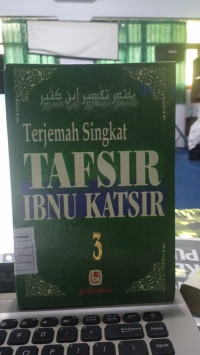 مختصر تفسير ابن كثير
Terjemah Singkat
TAFSIR
IBNU KATSIR
3